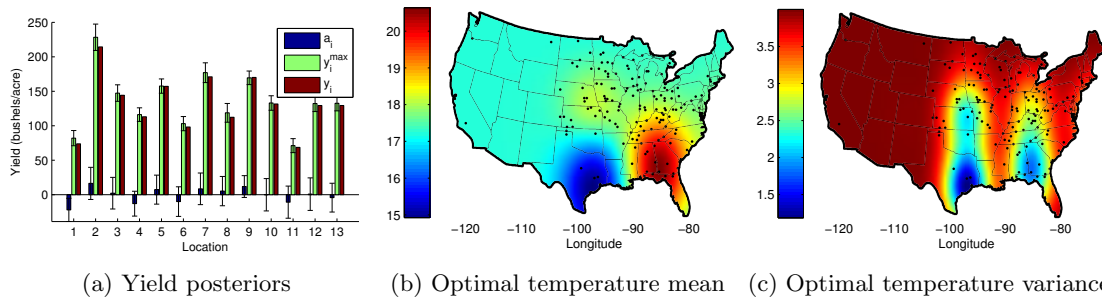 250
200
150
100
50
0
Yield (bushels/acre)
a_i
y_i^max
y_i
1 2 3 4 5 6 7 8 9 10 11 12 13
Location
(a) Yield posteriors
20
19
18
17
16
15
−120 −110 −100 −90 −80
Longitude
(b) Optimal temperature mean
3.5
3
2.5
2
1.5
−120 −110 −100 −90 −80
Longitude
(c) Optimal temperature variance